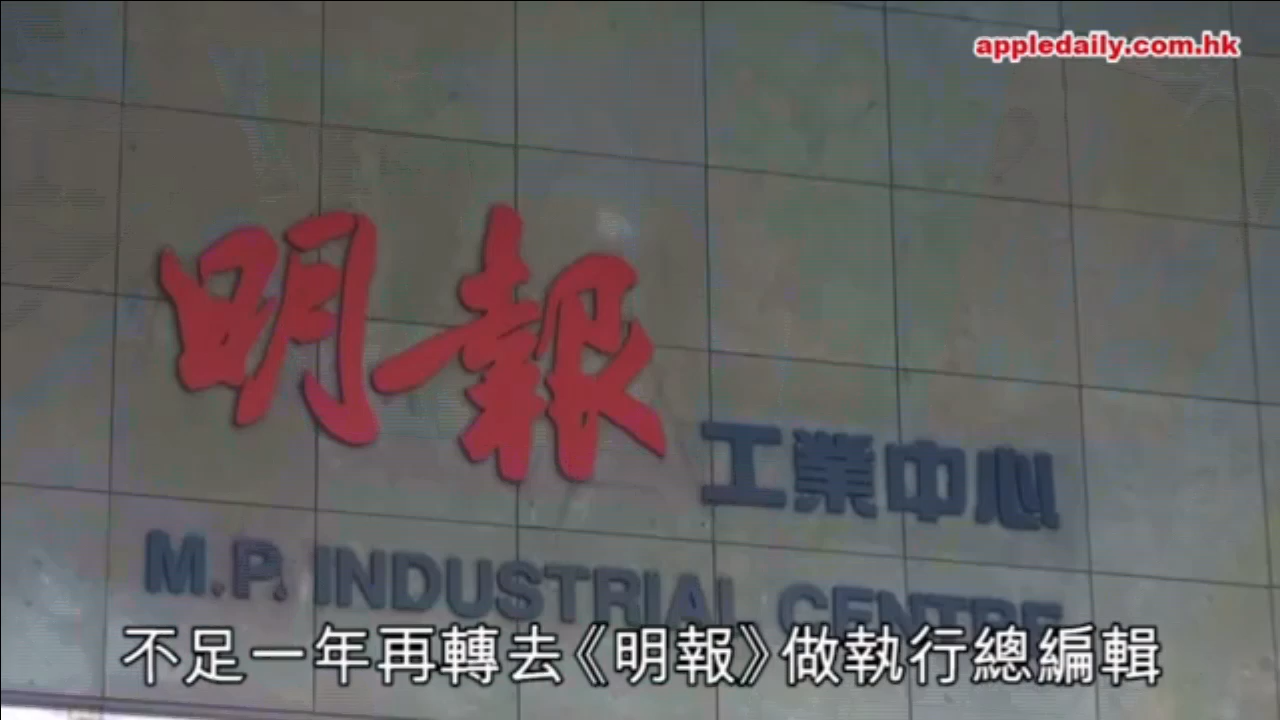 appledaily.com.hk
明報
工業中心
M.P. INDUSTRIAL CENTRE
不足一年再轉去《明報》做執行總編輯